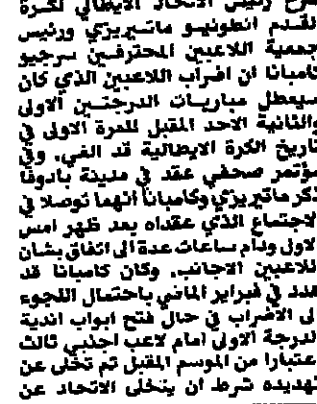 صرح رئيس الاتحاد الايطالي لكرة
القدم انطونيو ماتييريزي ورئيس
جمعية اللاعبين المحترفين سرجيو
كامبانا ان اضراب اللاعبين الذي كان
سيعطل مباريات الدرجتين الاولى
والثانية الاحد المقبل للمرة الاولى في
تاريخ الكرة الايطالية قد الغي. وفي
مؤتمر صحفي عقد في مدينة بادوفا
ذكر ماتيريزي وكامبانا انهما توصلا في
الاجتماع الذي عقداه بعد ظهر امس
الاول ودام ساعات عدة الى اتفاق بشان
اللاعبين الاجانب. وكان كامبانا قد
هدد في فبراير الماضي باحتمال اللجوء
الى الاضراب في حال فتح ابواب اندية
الدرجة الاولى امام لاعب اجنبي ثالث
اعتبارا من الموسم المقبل ثم تخلى عن
تهديده شرط ان يتخلى الاتحاد عن